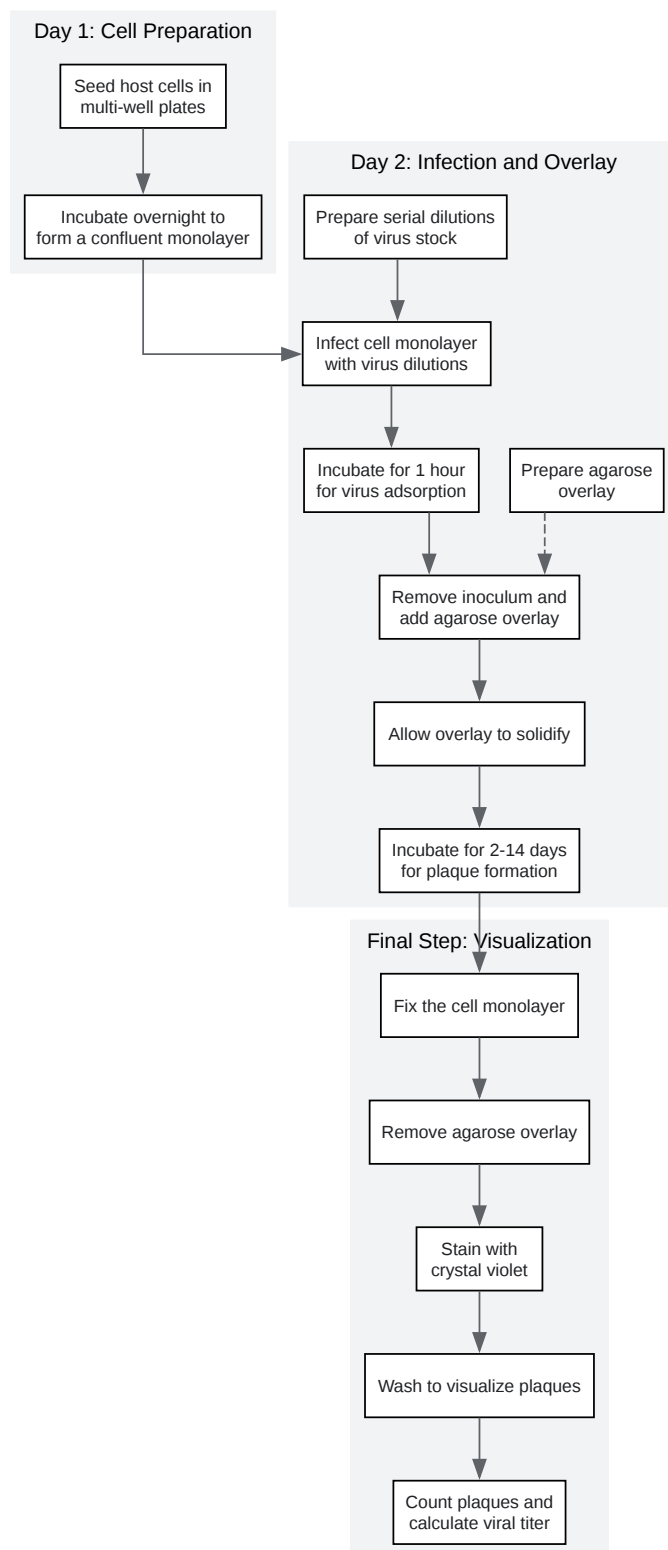 Day 1: Cell Preparation
Seed host cells in
multi-well plates
Incubate overnight to
form a confluent monolayer
Day 2: Infection and Overlay
Prepare serial dilutions
of virus stock
Infect cell monolayer
with virus dilutions
Incubate for 1 hour
for virus adsorption
Prepare agarose
overlay
Remove inoculum and
add agarose overlay
Allow overlay to solidify
Incubate for 2-14 days
for plaque formation
Final Step: Visualization
Fix the cell monolayer
Remove agarose overlay
Stain with
crystal violet
Wash to visualize plaques
Count plaques and
calculate viral titer